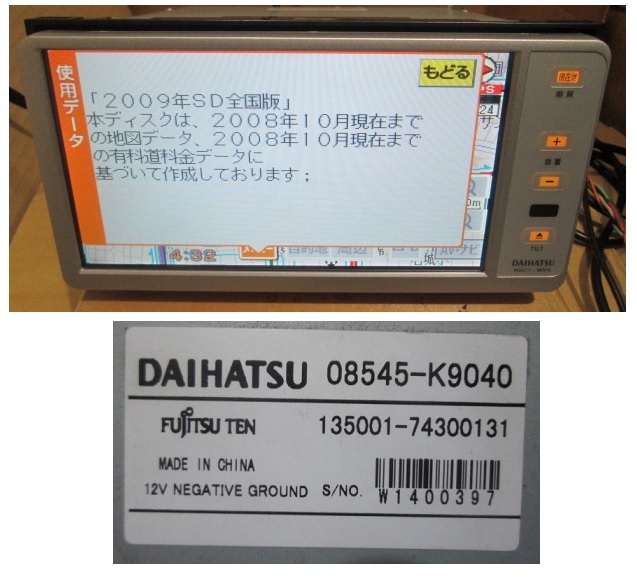 使用データ
もどる
「2009年SD全国版」
本ディスクは、2008年10月現在まで
の地図データ、2008年10月現在まで
の有料道料金データに
基づいて作成しております；
現在地
画質
24
音量
4:32
TILT
DAIHATSU
DAIHATSU 08545-K9040
FUJITSU TEN 135001-74300131
MADE IN CHINA
12V NEGATIVE GROUND S/NO. W1400397